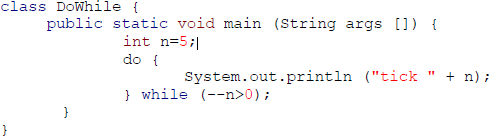 class DoWhile {
     public static void main (String args []) {
          int n=5;
          do {
               System.out.println ("tick " + n);
          } while (--n>0);
     }
}